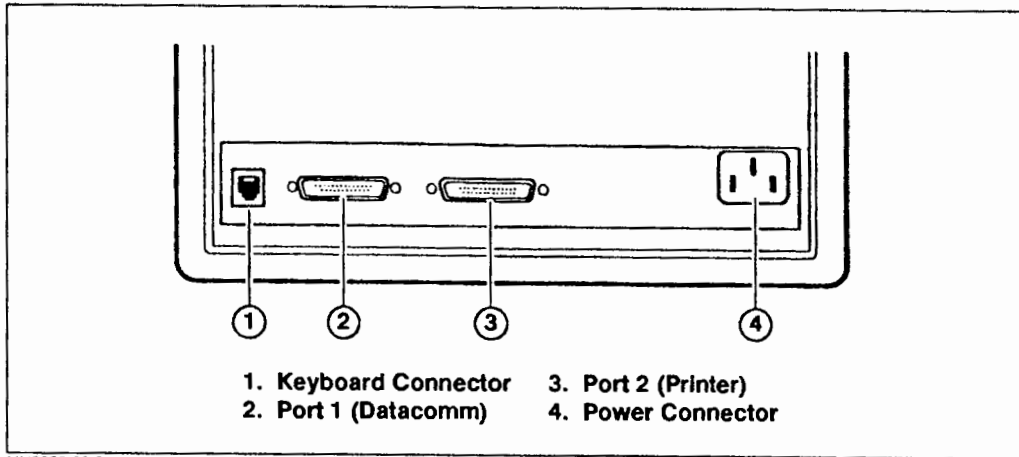 1 2 3 4
1. Keyboard Connector 3. Port 2 (Printer)
2. Port 1 (Datacomm) 4. Power Connector